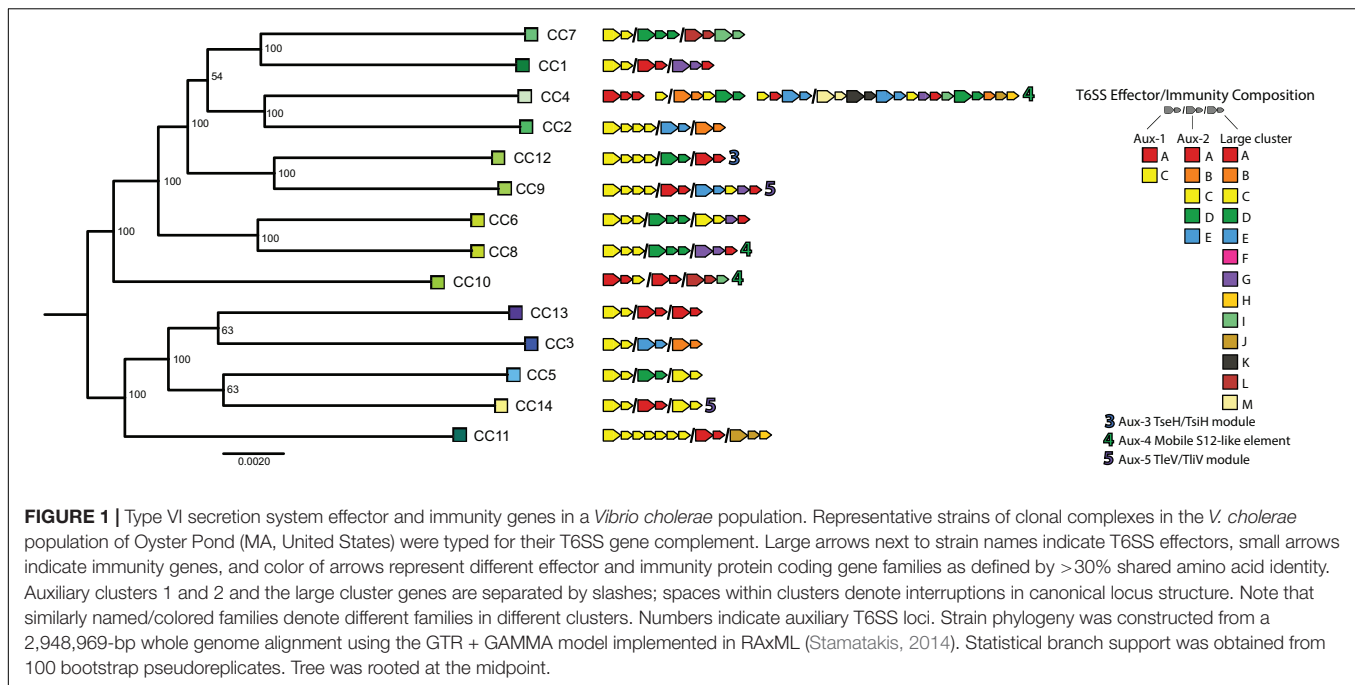 CC7
100
CC1
54
CC4
4
100
100
CC2
CC12
3
100
CC9
5
100
CC6
100
CC8
4
100
CC10
4
CC13
63
CC3
100
CC5
100
63
CC14
5
CC11
0.0020
T6SS Effector/Immunity Composition
/ /
Aux-1 Aux-2 Large cluster
A A A
C B B
C C
D D
E E
F
G
H
I
J
K
L
M
3 Aux-3 TseH/TsiH module
4 Aux-4 Mobile S12-like element
5 Aux-5 TleV/TliV module
FIGURE 1 | Type VI secretion system effector and immunity genes in a Vibrio cholerae population. Representative strains of clonal complexes in the V. cholerae
population of Oyster Pond (MA, United States) were typed for their T6SS gene complement. Large arrows next to strain names indicate T6SS effectors, small arrows
indicate immunity genes, and color of arrows represent different effector and immunity protein coding gene families as defined by >30% shared amino acid identity.
Auxiliary clusters 1 and 2 and the large cluster genes are separated by slashes; spaces within clusters denote interruptions in canonical locus structure. Note that
similarly named/colored families denote different families in different clusters. Numbers indicate auxiliary T6SS loci. Strain phylogeny was constructed from a
2,948,969-bp whole genome alignment using the GTR + GAMMA model implemented in RAxML (Stamatakis, 2014). Statistical branch support was obtained from
100 bootstrap pseudoreplicates. Tree was rooted at the midpoint.